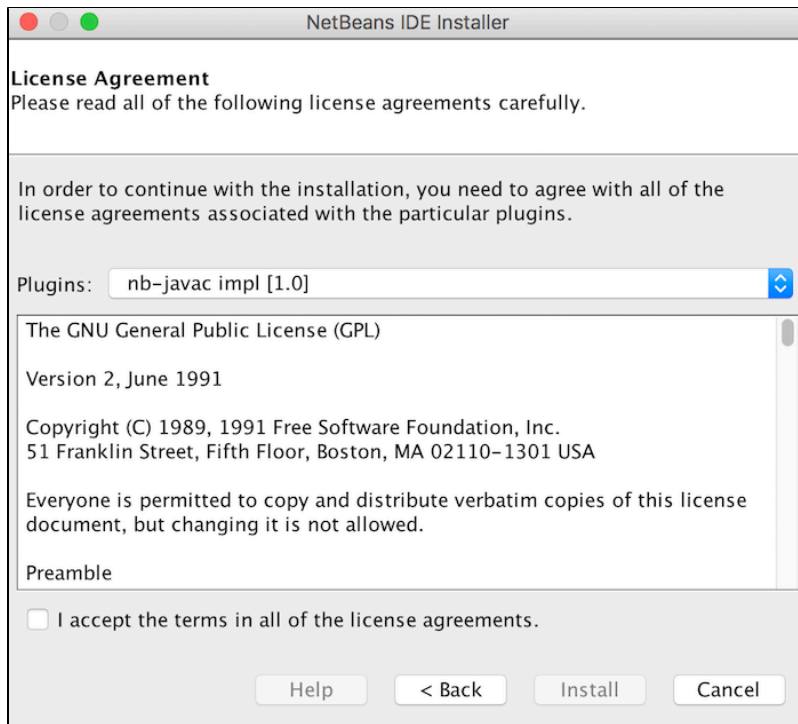 NetBeans IDE Installer
License Agreement
Please read all of the following license agreements carefully.
In order to continue with the installation, you need to agree with all of the
license agreements associated with the particular plugins.
Plugins: nb-javac impl [1.0]
The GNU General Public License (GPL)
Version 2, June 1991
Copyright (C) 1989, 1991 Free Software Foundation, Inc.
51 Franklin Street, Fifth Floor, Boston, MA 02110-1301 USA
Everyone is permitted to copy and distribute verbatim copies of this license
document, but changing it is not allowed.
Preamble
I accept the terms in all of the license agreements.
Help < Back Install Cancel